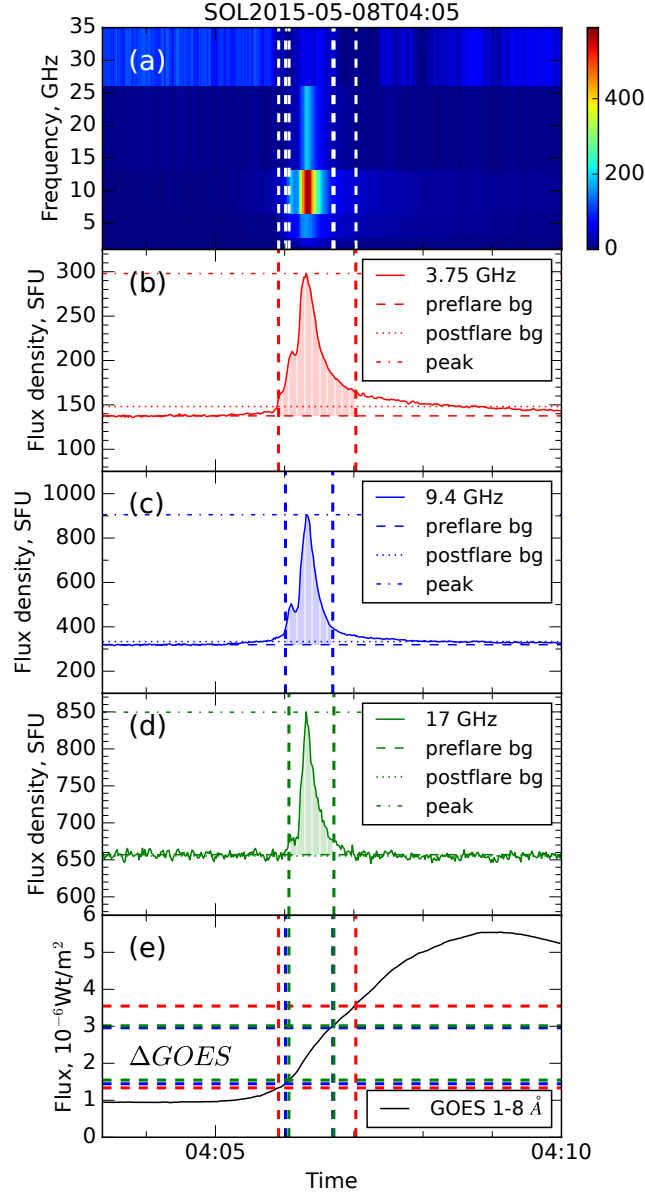 SOL2015-05-08T04:05
(a)
Frequency, GHz
35
30
25
20
15
10
5
400
200
0
(b)
Flux density, SFU
300
250
200
150
100
3.75 GHz
preflare bg
postflare bg
peak
(c)
Flux density, SFU
1000
800
600
400
200
9.4 GHz
preflare bg
postflare bg
peak
(d)
Flux density, SFU
850
800
750
700
650
600
17 GHz
preflare bg
postflare bg
peak
(e)
Flux, 10⁻⁶Wt/m²
6
5
4
3
2
1
0
ΔGOES
GOES 1-8 Å
04:05
04:10
Time